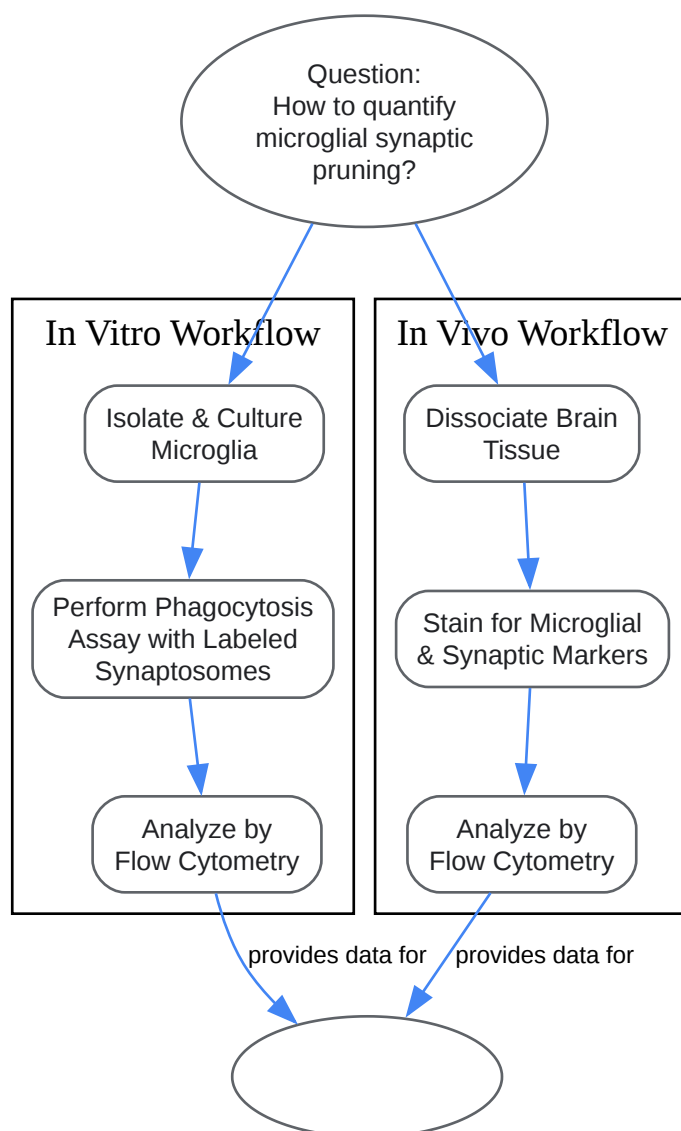 Question:
How to quantify
microglial synaptic
pruning?
In Vitro Workflow
Isolate & Culture
Microglia
Perform Phagocytosis
Assay with Labeled
Synaptosomes
Analyze by
Flow Cytometry
In Vivo Workflow
Dissociate Brain
Tissue
Stain for Microglial
& Synaptic Markers
Analyze by
Flow Cytometry
provides data for
provides data for